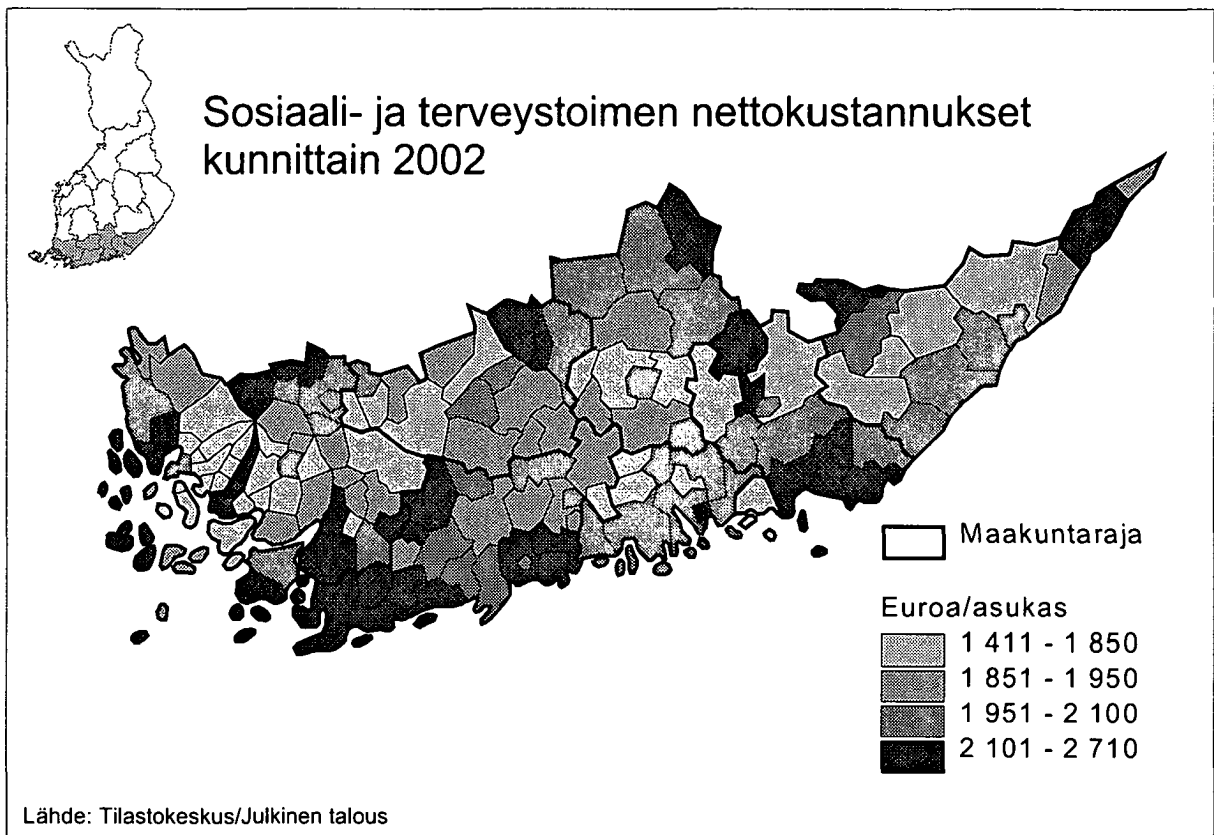 Sosiaali- ja terveystoimen nettokustannukset
kunnittain 2002
Maakuntaraja
Euroa/asukas
1 411 - 1 850
1 851 - 1 950
1 951 - 2 100
2 101 - 2 710
Lähde: Tilastokeskus/Julkinen talous